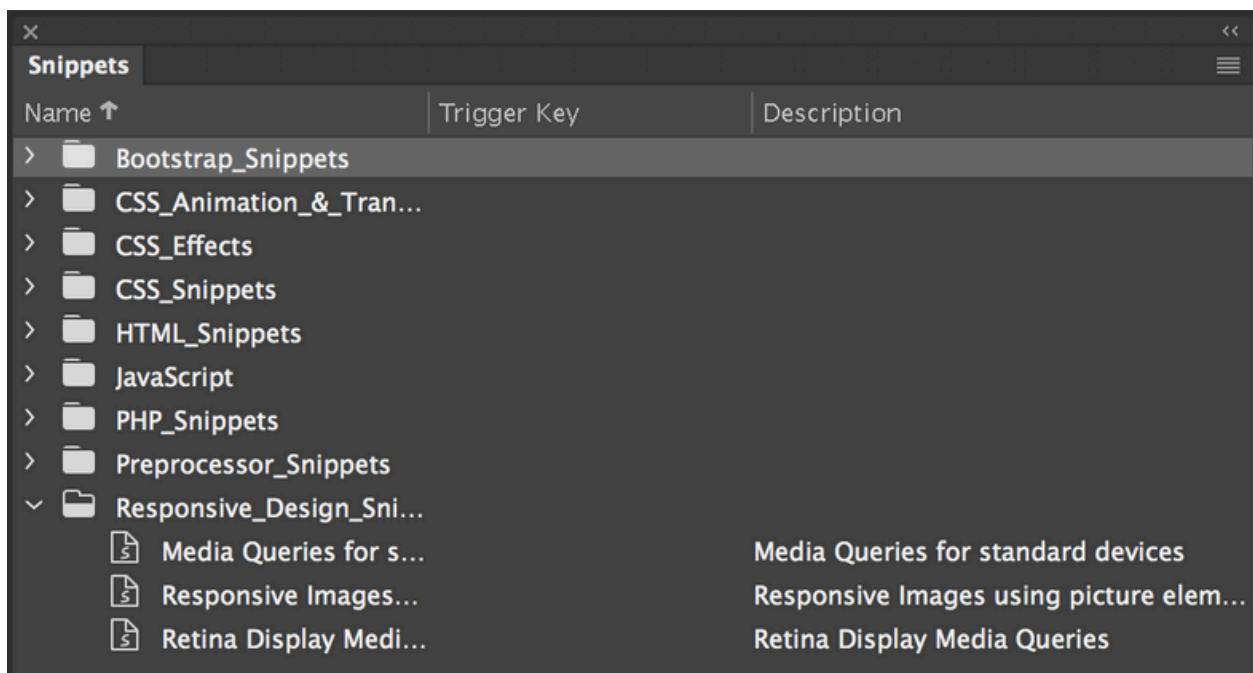 Snippets
Name Trigger Key Description
Bootstrap_Snippets
CSS_Animation_&_Tran...
CSS_Effects
CSS_Snippets
HTML_Snippets
JavaScript
PHP_Snippets
Preprocessor_Snippets
Responsive_Design_Sni...
Media Queries for s... Media Queries for standard devices
Responsive Images... Responsive Images using picture elem...
Retina Display Medi... Retina Display Media Queries